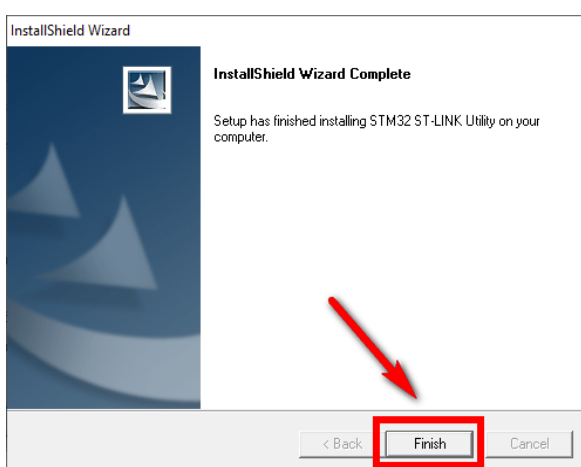 InstallShield Wizard
InstallShield Wizard Complete
Setup has finished installing STM32 ST-LINK Utility on your
computer.
< Back
Finish
Cancel